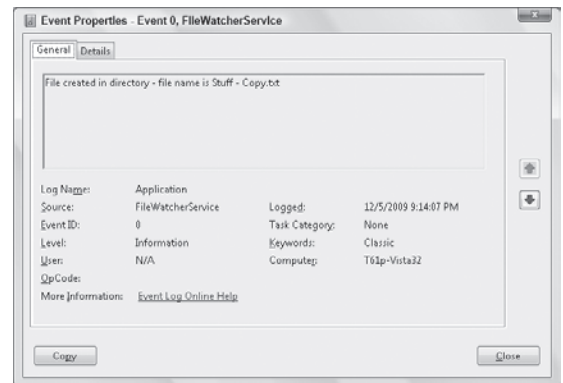 Event Properties - Event 0, FileWatcherService
General Details
File created in directory - file name is Stuff - Copy.txt
Log Name: Application
Source: FileWatcherService Logged: 12/5/2009 9:14:07 PM
Event ID: 0 Task Category: None
Level: Information Keywords: Classic
User: N/A Computer: T61p-Vista32
OpCode:
More Information: Event Log Online Help
Copy Close